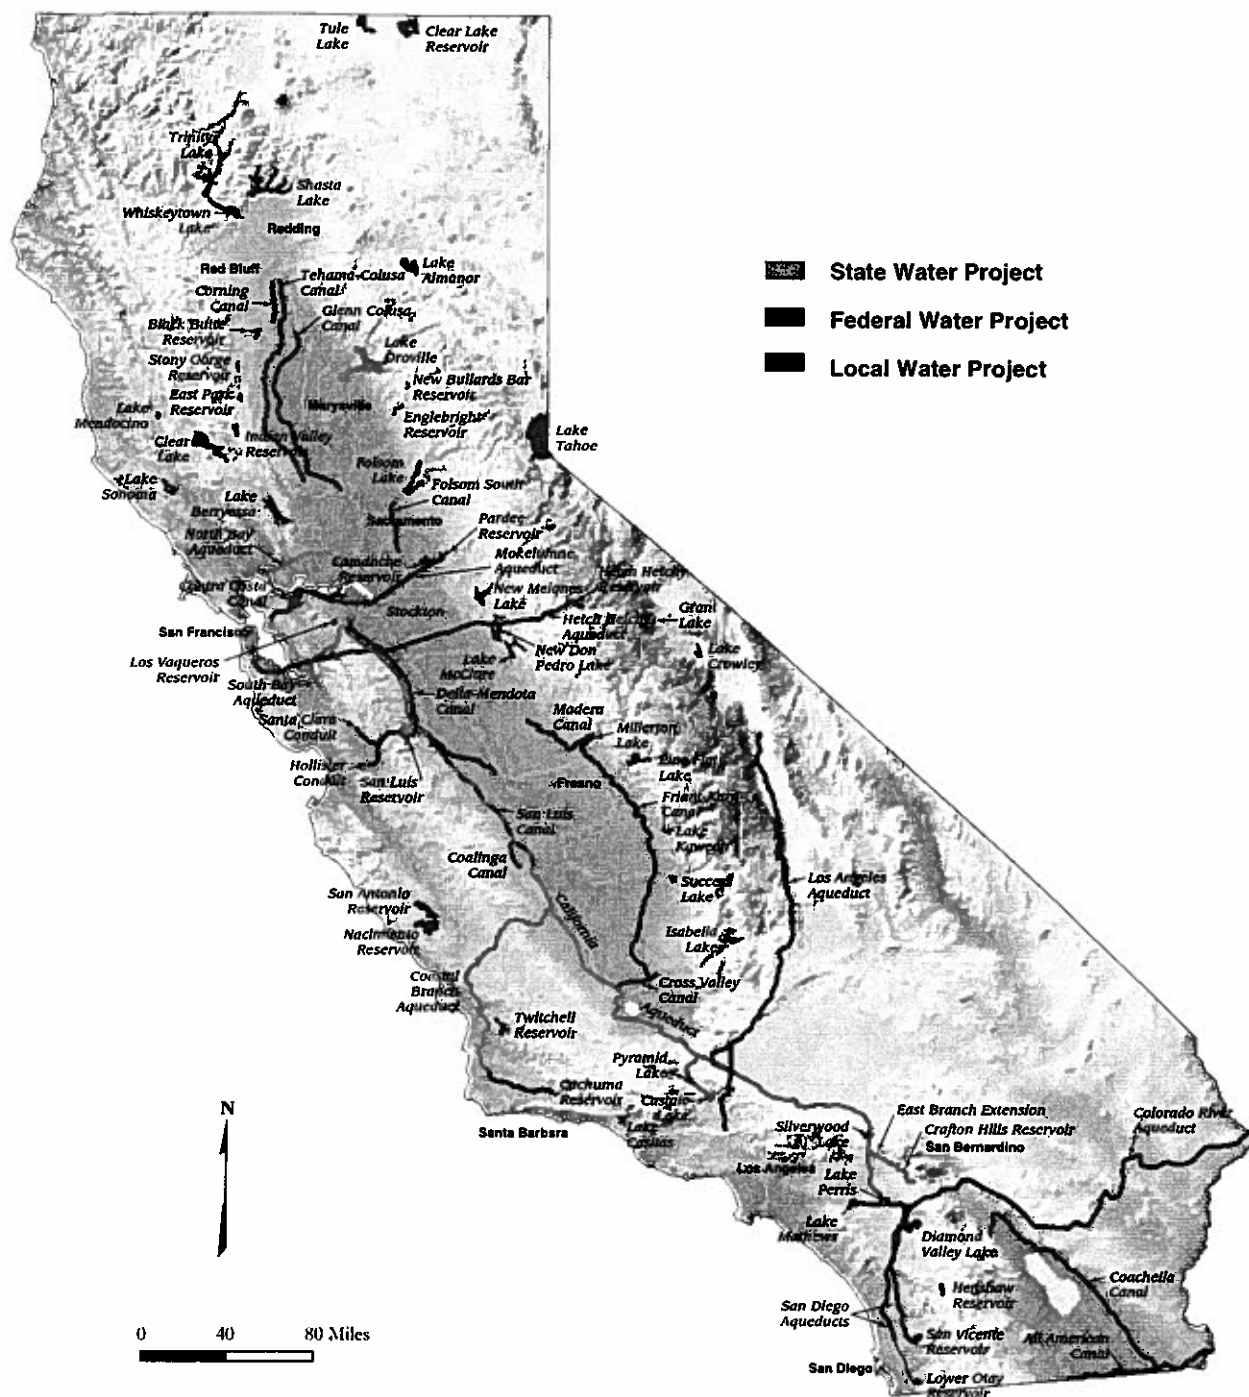 Tule
Lake
Clear Lake
Reservoir
Trinity
Lake
Shasta
Lake
Whiskeytown
Lake
Redding
Red Bluff
Tehama-Colusa
Canal
Lake
Almanor
Corning
Canal
Glenn Colusa
Canal
Black Butte
Reservoir
Lake
Oroville
Stony Gorge
Reservoir
New Bullards Bar
Reservoir
East Park
Reservoir
Marysville
Englebright
Reservoir
Lake
Mendocino
Indian Valley
Reservoir
Clear
Lake
Lake
Tahoe
Folsom
Lake
Folsom South
Canal
Lake
Sonoma
Lake
Berryessa
Sacramento
Pardee
Reservoir
North Bay
Aqueduct
Camanche
Reservoir
Mokelumne
Aqueduct
Hetch Hetchy
Reservoir
Contra Costa
Canal
New Melones
Lake
Stockton
Grant
Lake
San Francisco
Hetch Hetchy
Aqueduct
New Don
Pedro Lake
Lake
Crowley
Los Vaqueros
Reservoir
Lake
McClure
South Bay
Aqueduct
Delta-Mendota
Canal
Santa Clara
Conduit
Madera
Canal
Millerton
Lake
Hollister
Conduit
San Luis
Reservoir
Pine Flat
Lake
Fresno
Friant-Kern
Canal
San Luis
Canal
Lake
Kaweah
Coalinga
Canal
Success
Lake
Los Angeles
Aqueduct
San Antonio
Reservoir
California
Nacimiento
Reservoir
Isabella
Lake
Coastal
Branch
Aqueduct
Cross Valley
Canal
Aqueduct
Twitchell
Reservoir
Pyramid
Lake
Cachuma
Reservoir
Castaic
Lake
Santa Barbara
Lake
Casitas
East Branch Extension
Silverwood
Lake
Crafton Hills Reservoir
San Bernardino
Colorado River
Aqueduct
Los Angeles
Lake
Perris
Lake
Mathews
Diamond
Valley Lake
Coachella
Canal
Henshaw
Reservoir
San Diego
Aqueducts
San Vicente
Reservoir
All American
Canal
San Diego
Lower Otay
Reservoir
State Water Project
Federal Water Project
Local Water Project
N
0 40 80 Miles